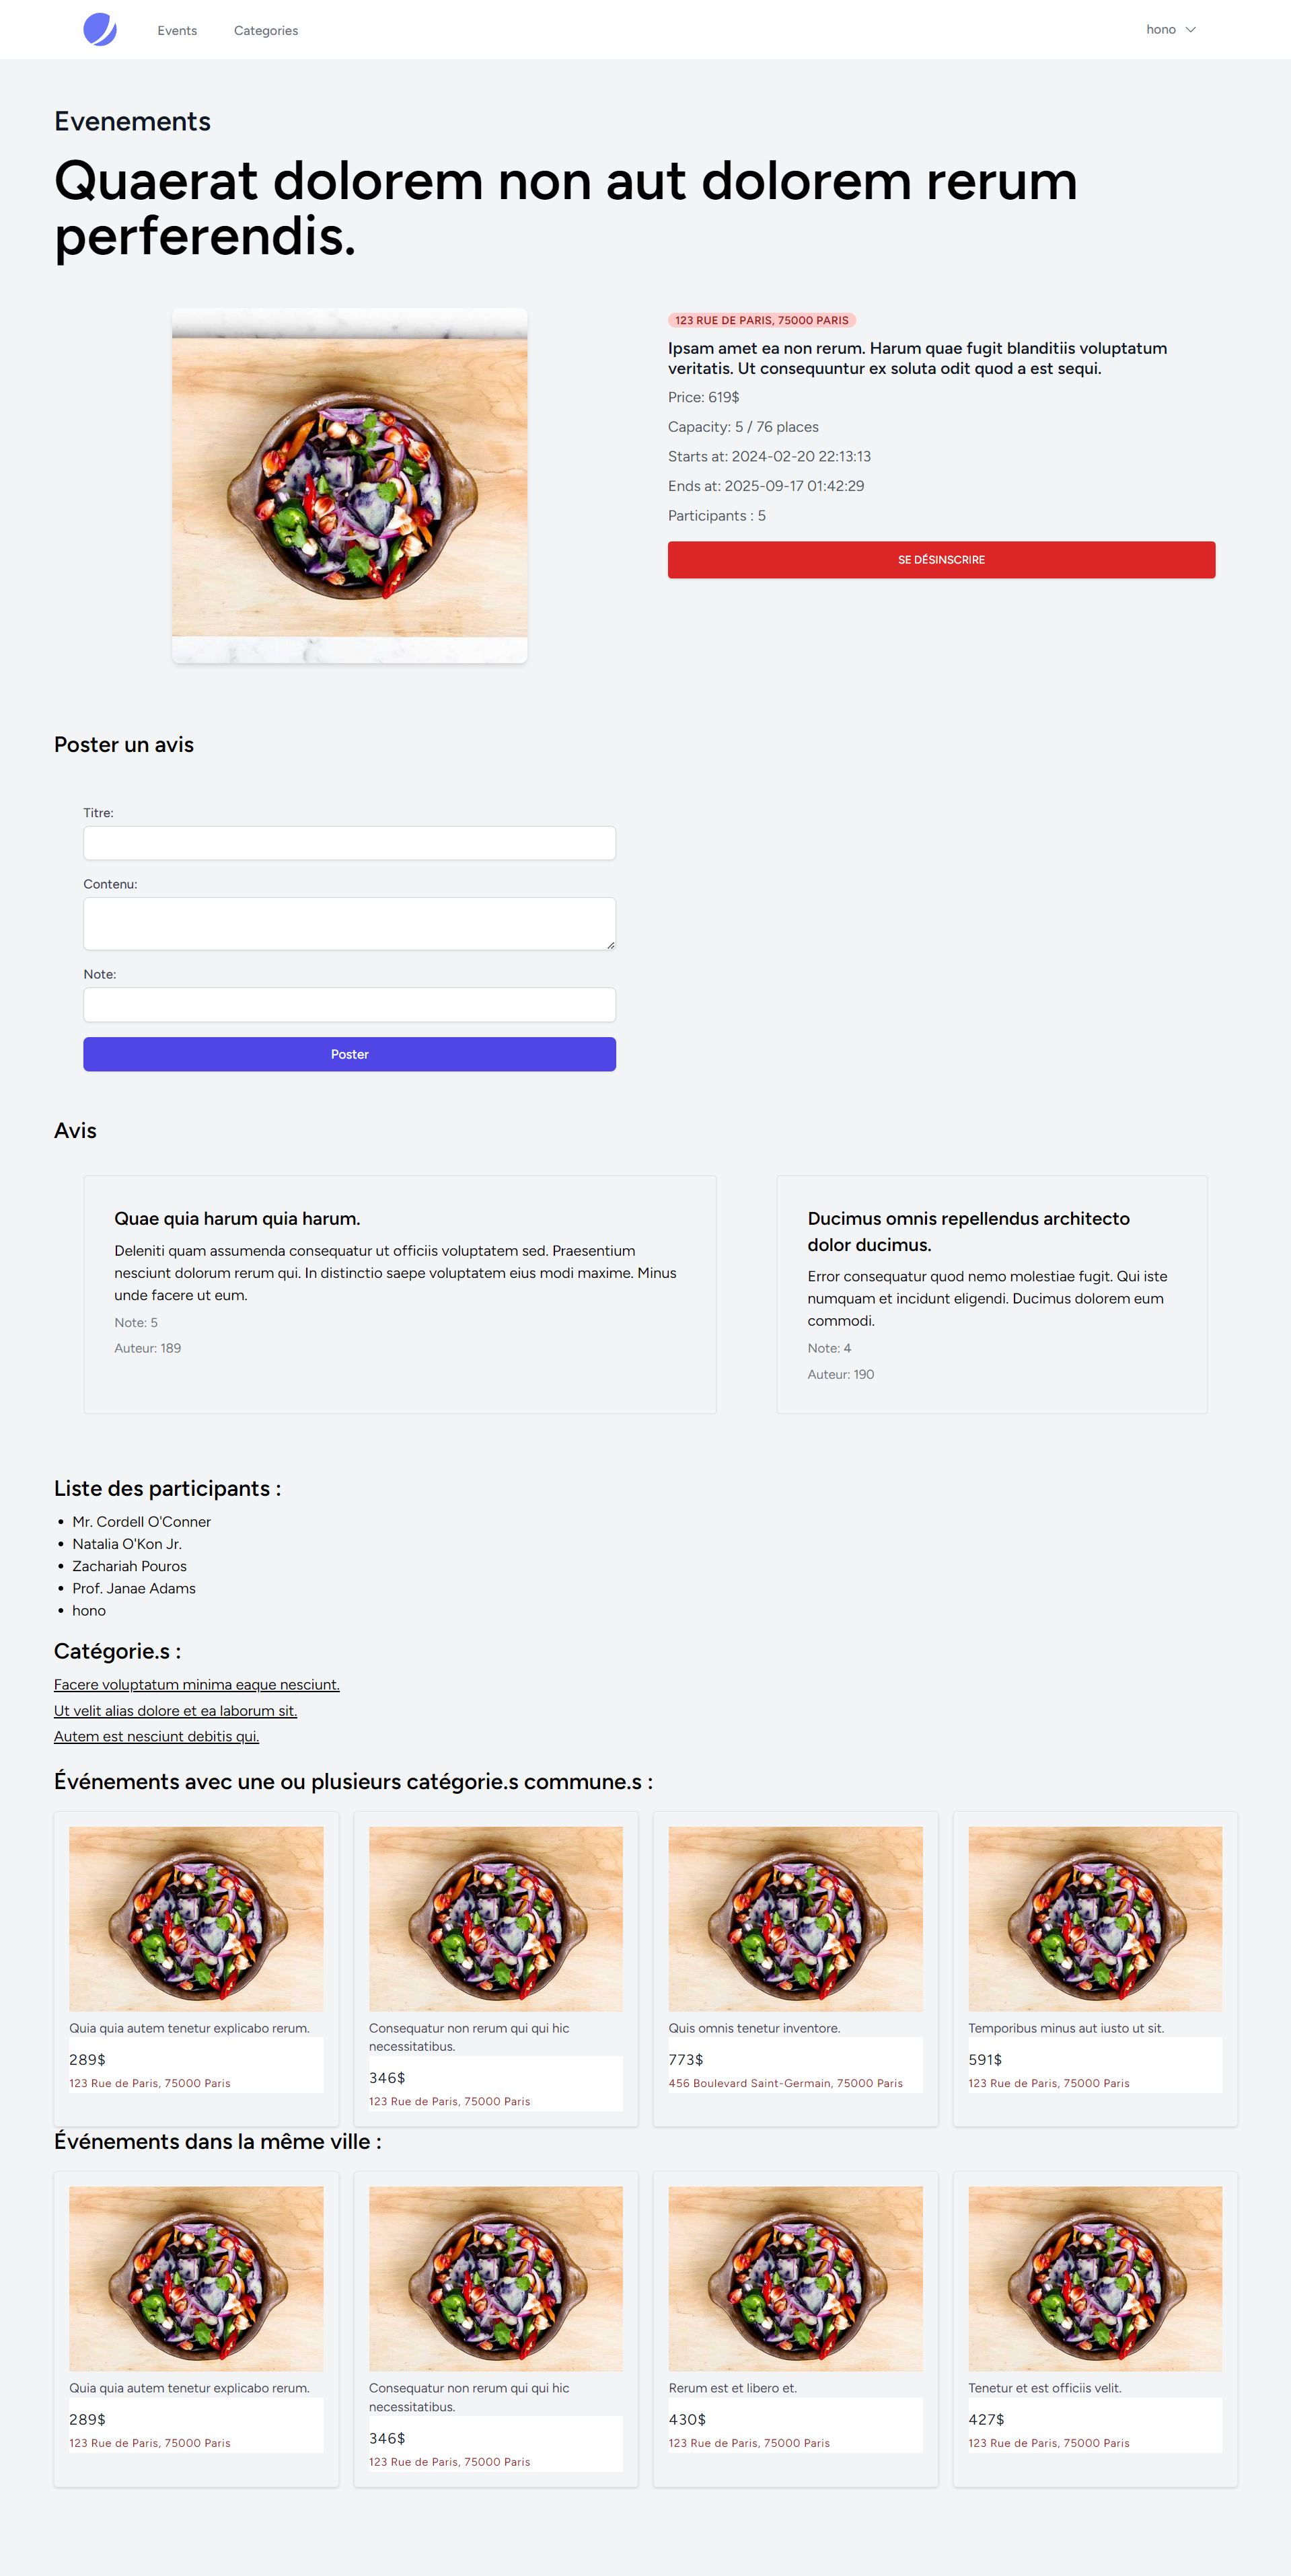 Events
Categories
hono
Evenements
Quaerat dolorem non aut dolorem rerum
perferendis.
123 RUE DE PARIS, 75000 PARIS
Ipsam amet ea non rerum. Harum quae fugit blanditiis voluptatum
veritatis. Ut consequuntur ex soluta odit quod a est sequi.
Price: 619$
Capacity: 5 / 76 places
Starts at: 2024-02-20 22:13:13
Ends at: 2025-09-17 01:42:29
Participants : 5
SE DÉSINSCRIRE
Poster un avis
Titre:
Contenu:
Note:
Poster
Avis
Quae quia harum quia harum.
Deleniti quam assumenda consequatur ut officiis voluptatem sed. Praesentium
nesciunt dolorum rerum qui. In distinctio saepe voluptatem eius modi maxime. Minus
unde facere ut eum.
Note: 5
Auteur: 189
Ducimus omnis repellendus architecto
dolor ducimus.
Error consequatur quod nemo molestiae fugit. Qui iste
numquam et incidunt eligendi. Ducimus dolorem eum
commodi.
Note: 4
Auteur: 190
Liste des participants :
Mr. Cordell O'Conner
Natalia O'Kon Jr.
Zachariah Pouros
Prof. Janae Adams
hono
Catégorie.s :
Facere voluptatum minima eaque nesciunt.
Ut velit alias dolore et ea laborum sit.
Autem est nesciunt debitis qui.
Événements avec une ou plusieurs catégorie.s commune.s :
Quia quia autem tenetur explicabo rerum.
289$
123 Rue de Paris, 75000 Paris
Consequatur non rerum qui qui hic
necessitatibus.
346$
123 Rue de Paris, 75000 Paris
Quis omnis tenetur inventore.
773$
456 Boulevard Saint-Germain, 75000 Paris
Temporibus minus aut iusto ut sit.
591$
123 Rue de Paris, 75000 Paris
Événements dans la même ville :
Quia quia autem tenetur explicabo rerum.
289$
123 Rue de Paris, 75000 Paris
Consequatur non rerum qui qui hic
necessitatibus.
346$
123 Rue de Paris, 75000 Paris
Rerum est et libero et.
430$
123 Rue de Paris, 75000 Paris
Tenetur et est officiis velit.
427$
123 Rue de Paris, 75000 Paris